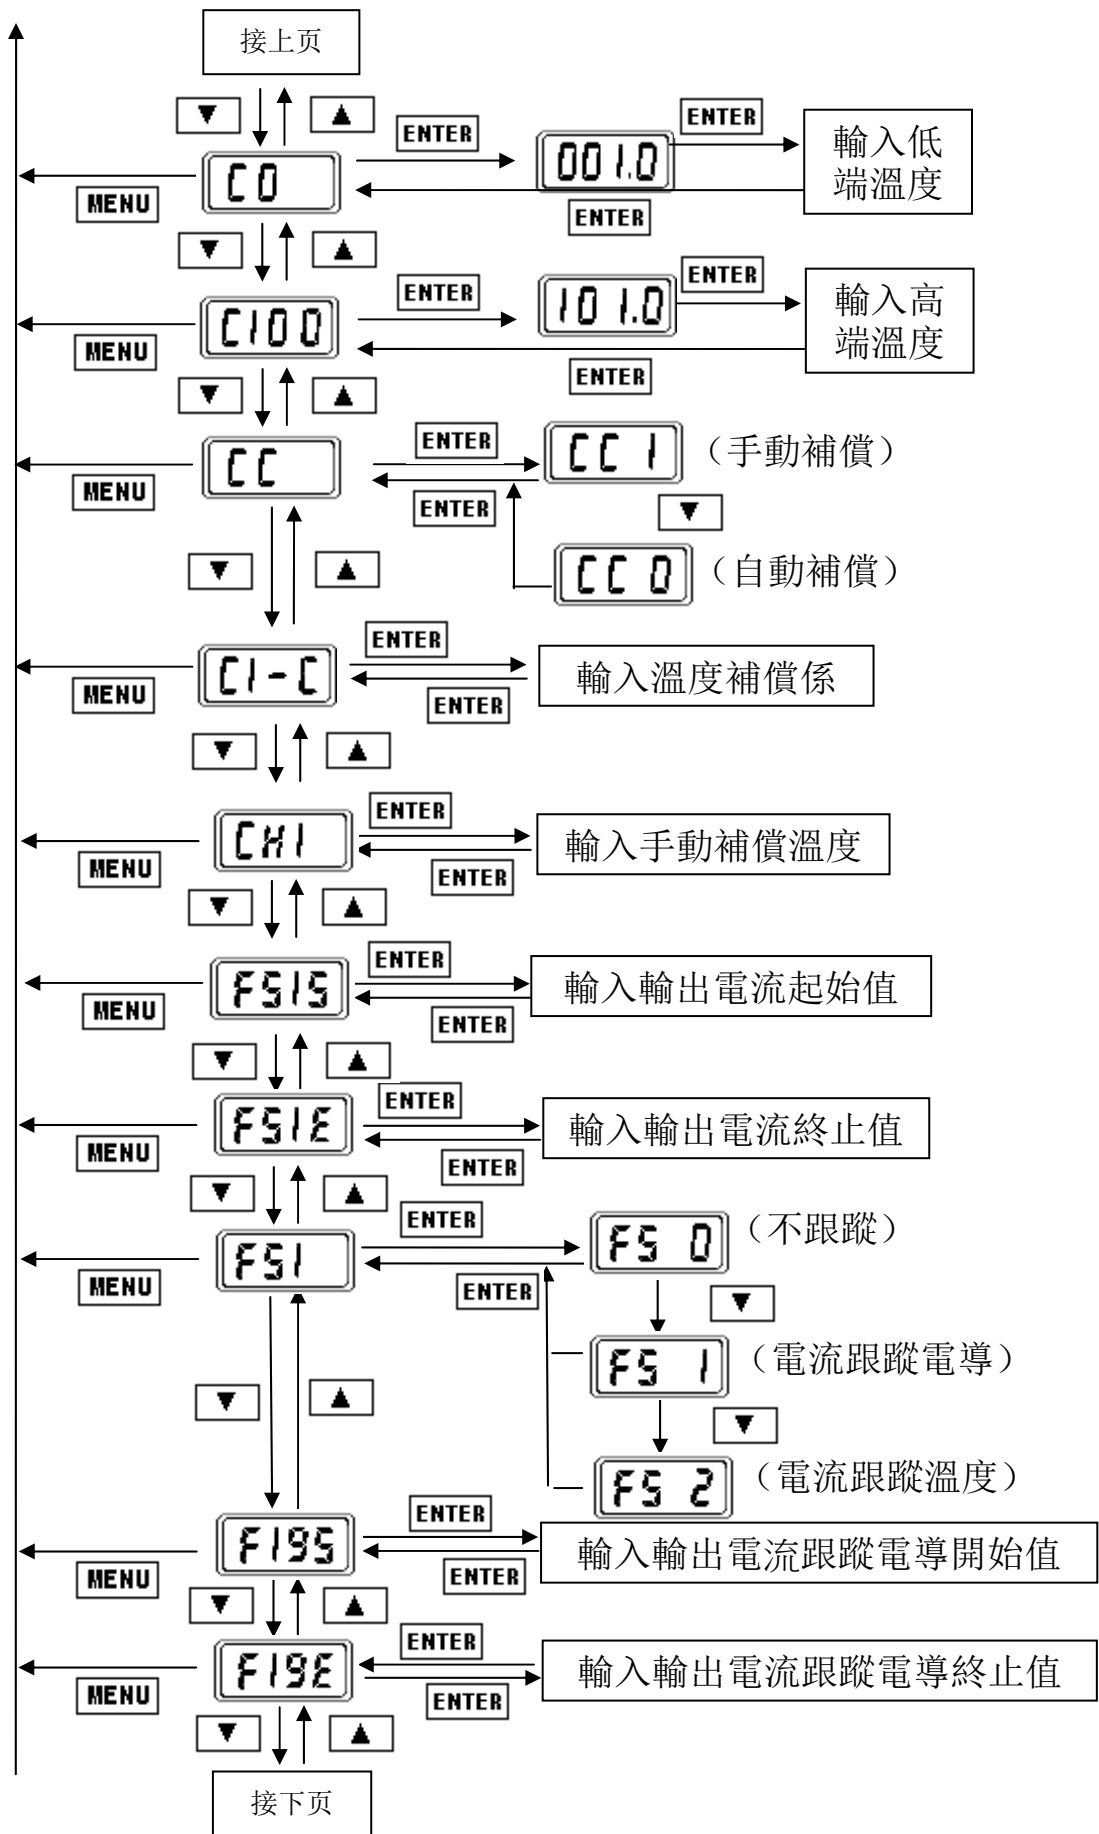 接上页
▼ ▲
ENTER
ENTER
C0
001.0
輸入低
端溫度
MENU
ENTER
▼ ▲
ENTER
ENTER
C100
101.0
輸入高
端溫度
MENU
ENTER
▼ ▲
ENTER
CC
CC 1
（手動補償）
MENU
ENTER
▼
▼ ▲
CC 0
（自動補償）
ENTER
C1-C
輸入溫度補償係
MENU
ENTER
▼ ▲
ENTER
CH1
輸入手動補償溫度
MENU
ENTER
▼ ▲
ENTER
FS1S
輸入輸出電流起始值
MENU
ENTER
▼ ▲
ENTER
FS1E
輸入輸出電流終止值
MENU
ENTER
▼ ▲
ENTER
FS1
FS 0
（不跟蹤）
MENU
ENTER
▼
FS 1
（電流跟蹤電導）
▼ ▲
▼
FS 2
（電流跟蹤溫度）
ENTER
F19S
輸入輸出電流跟蹤電導開始值
MENU
ENTER
▼ ▲
ENTER
F19E
輸入輸出電流跟蹤電導終止值
MENU
ENTER
▼ ▲
接下页